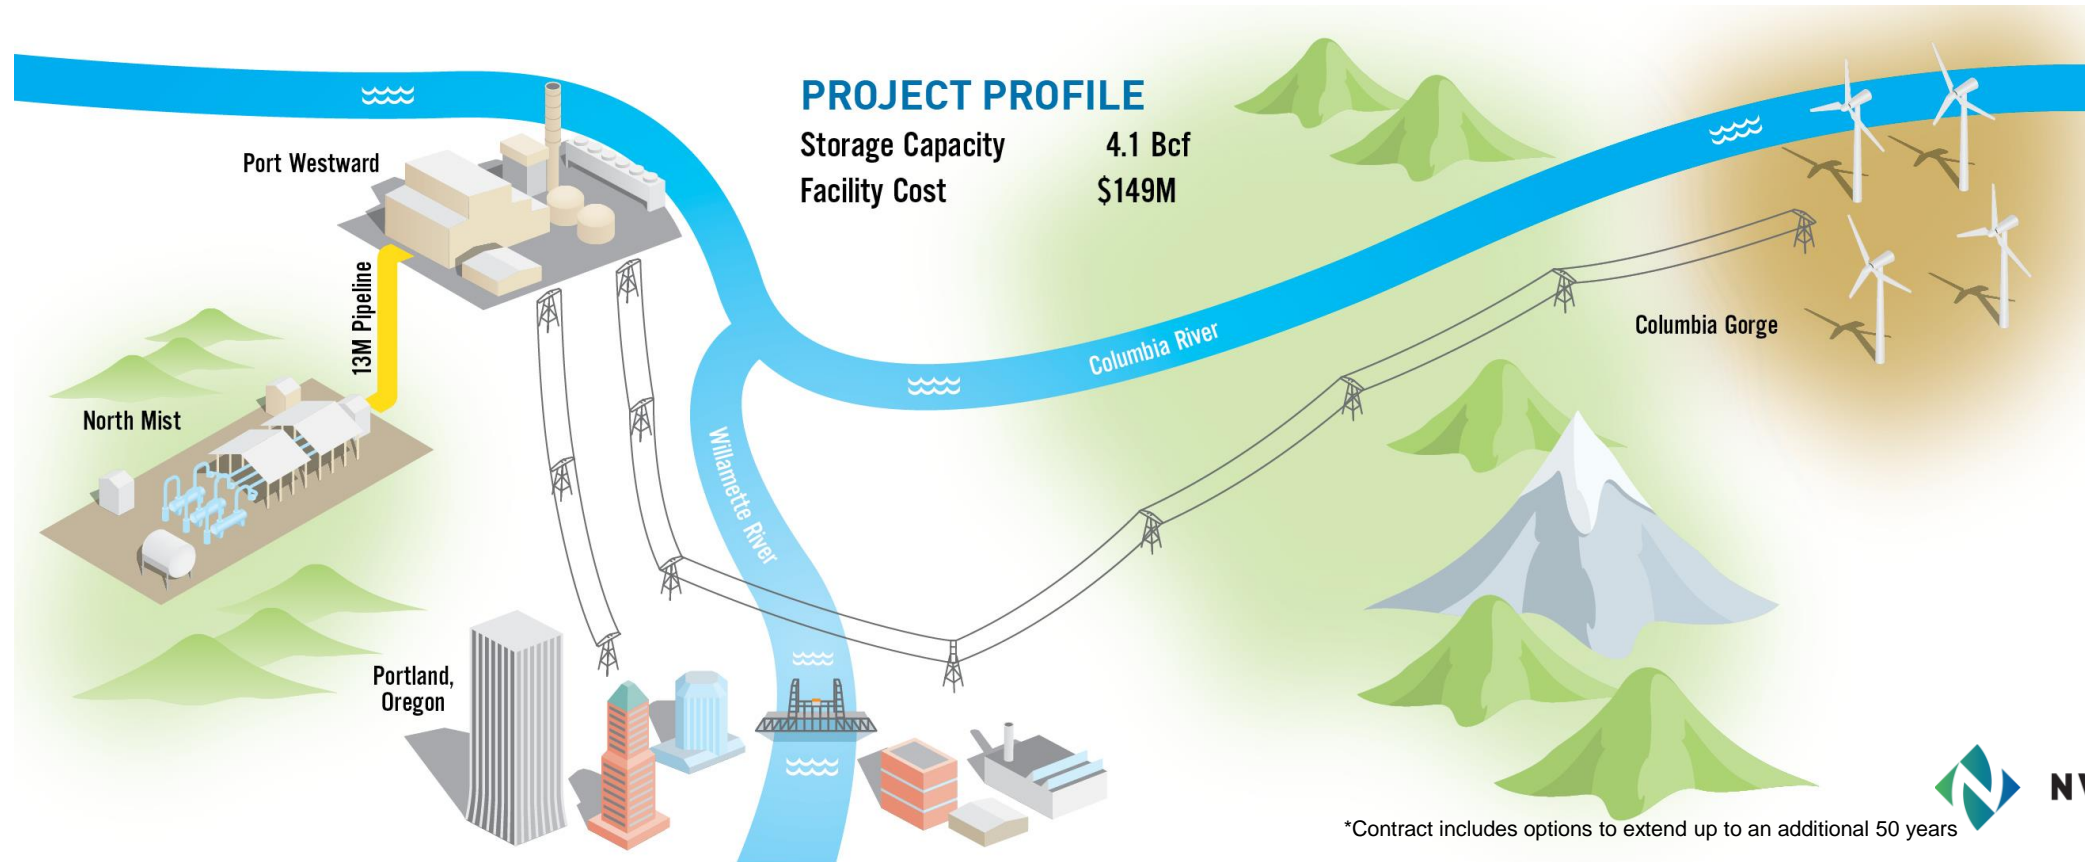 PROJECT PROFILE
Storage Capacity 4.1 Bcf
Facility Cost $149M
Port Westward
13M Pipeline
North Mist
Columbia River
Columbia Gorge
Willamette River
Portland,
Oregon
*Contract includes options to extend up to an additional 50 years